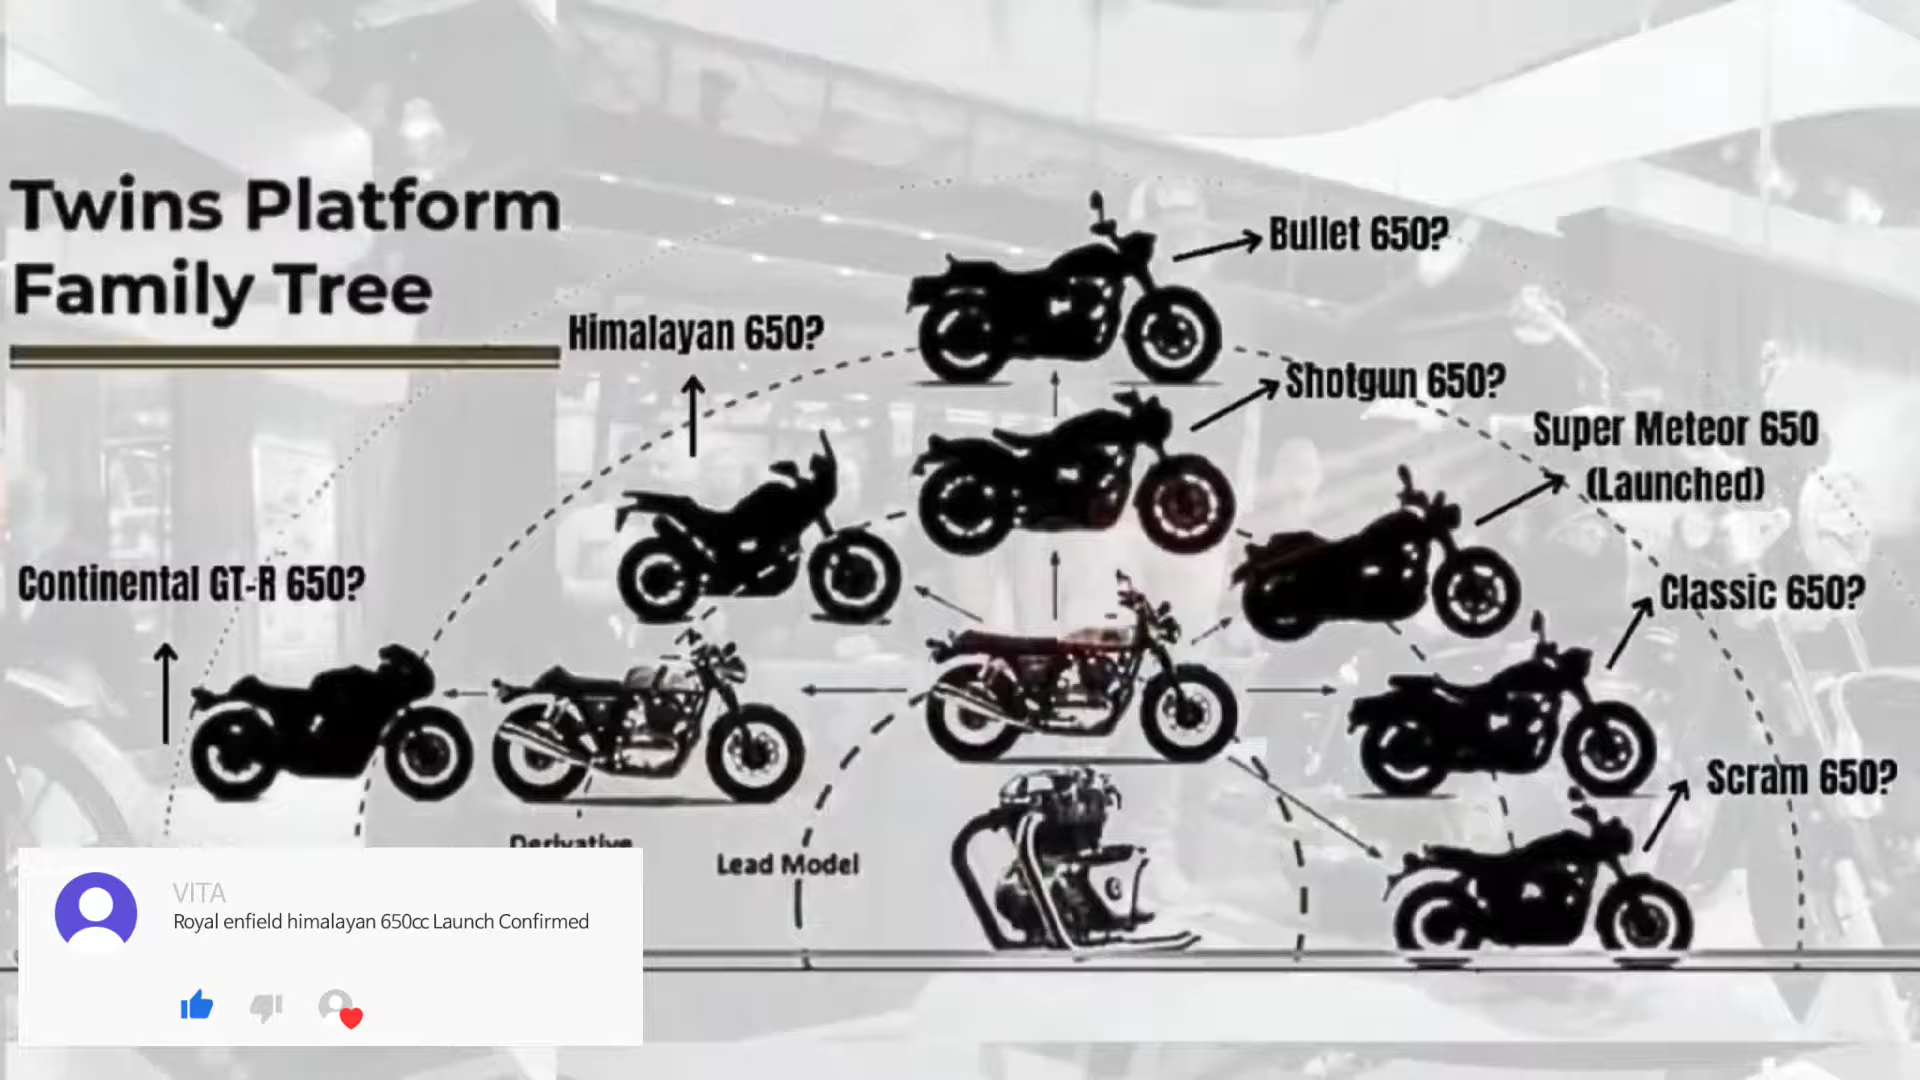 Twins Platform
Family Tree
Bullet 650?
Himalayan 650?
Shotgun 650?
Super Meteor 650
(Launched)
Continental GT-R 650?
Classic 650?
Scram 650?
Derivative
Lead Model
VITA
Royal enfield himalayan 650cc Launch Confirmed